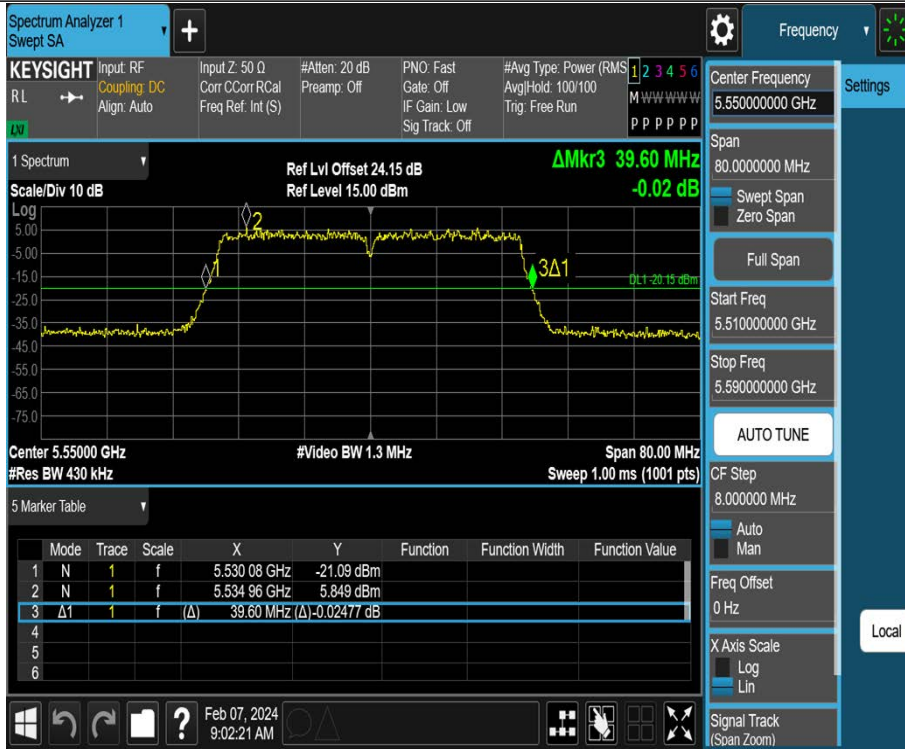 Spectrum Analyzer 1
Swept SA
Frequency
KEYSIGHT
RL
LXI
Input: RF
Coupling: DC
Align: Auto
Input Z: 50 Ω
Corr CCorr RCal
Freq Ref: Int (S)
#Atten: 20 dB
Preamp: Off
PNO: Fast
Gate: Off
IF Gain: Low
Sig Track: Off
#Avg Type: Power (RMS
Avg|Hold: 100/100
Trig: Free Run
1 2 3 4 5 6
M W W W W W
P P P P P P
1 Spectrum
Scale/Div 10 dB
Ref Lvl Offset 24.15 dB
Ref Level 15.00 dBm
ΔMkr3 39.60 MHz
-0.02 dB
Log
5.00
-5.00
-15.0
-25.0
-35.0
-45.0
-55.0
-65.0
-75.0
2
1
3Δ1
DL1 -20.15 dBm
Center 5.55000 GHz
#Res BW 430 kHz
#Video BW 1.3 MHz
Span 80.00 MHz
Sweep 1.00 ms (1001 pts)
5 Marker Table
Mode Trace Scale X Y Function Function Width Function Value
1 N 1 f 5.530 08 GHz -21.09 dBm
2 N 1 f 5.534 96 GHz 5.849 dBm
3 Δ1 1 f (Δ) 39.60 MHz (Δ) -0.02477 dB
4
5
6
?
Feb 07, 2024
9:02:21 AM
Center Frequency
5.550000000 GHz
Span
80.0000000 MHz
Swept Span
Zero Span
Full Span
Start Freq
5.510000000 GHz
Stop Freq
5.590000000 GHz
AUTO TUNE
CF Step
8.000000 MHz
Auto
Man
Freq Offset
0 Hz
X Axis Scale
Log
Lin
Signal Track
(Span Zoom)
Settings
Local